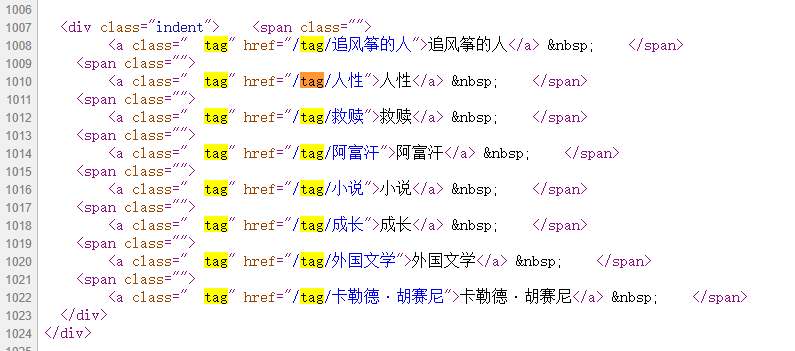 1006
1007 <div class="indent"> <span class="">
1008 <a class=" tag" href="/tag/追风筝的人">追风筝的人</a> &nbsp; </span>
1009 <span class="">
1010 <a class=" tag" href="/tag/人性">人性</a> &nbsp; </span>
1011 <span class="">
1012 <a class=" tag" href="/tag/救赎">救赎</a> &nbsp; </span>
1013 <span class="">
1014 <a class=" tag" href="/tag/阿富汗">阿富汗</a> &nbsp; </span>
1015 <span class="">
1016 <a class=" tag" href="/tag/小说">小说</a> &nbsp; </span>
1017 <span class="">
1018 <a class=" tag" href="/tag/成长">成长</a> &nbsp; </span>
1019 <span class="">
1020 <a class=" tag" href="/tag/外国文学">外国文学</a> &nbsp; </span>
1021 <span class="">
1022 <a class=" tag" href="/tag/卡勒德·胡赛尼">卡勒德·胡赛尼</a> &nbsp; </span>
1023 </div>
1024 </div>